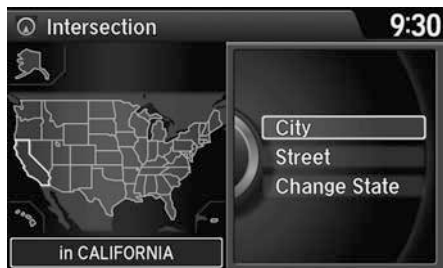 Intersection
9:30
City
Street
Change State
in CALIFORNIA